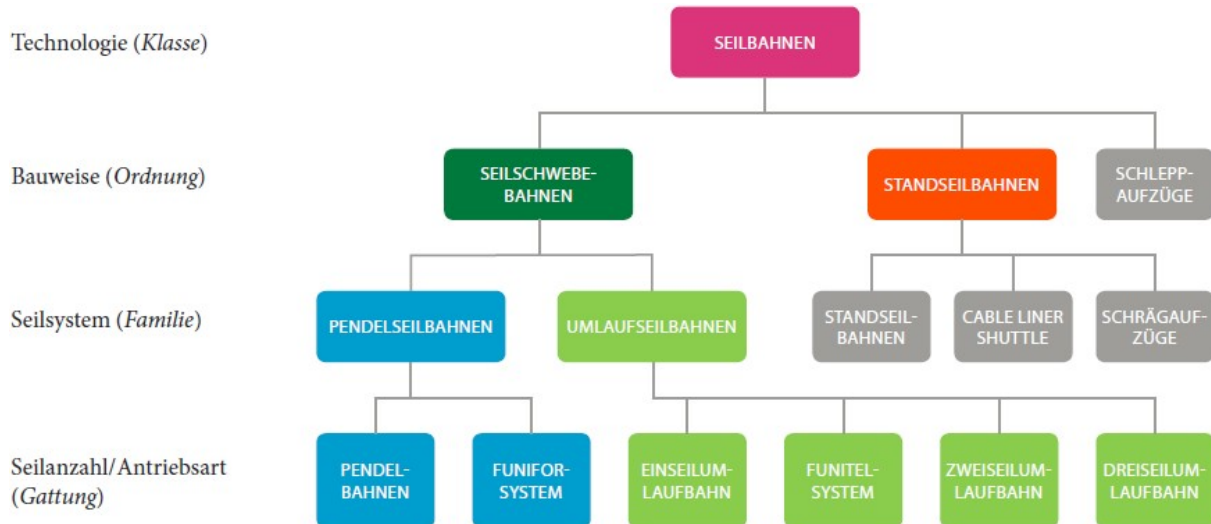 Technologie (Klasse)
SEILBAHNEN
Bauweise (Ordnung)
SEILSCHWEBE-
BAHNEN
STANDSEILBAHNEN
SCHLEPP-
AUFZÜGE
Seilsystem (Familie)
PENDELSEILBAHNEN
UMLAUFSEILBAHNEN
STANDSEIL-
BAHNEN
CABLE LINER
SHUTTLE
SCHRÄGAUF-
ZÜGE
Seilanzahl/Antriebsart
(Gattung)
PENDEL-
BAHNEN
FUNIFOR-
SYSTEM
EINSEILUM-
LAUFBAHN
FUNITEL-
SYSTEM
ZWEISEILUM-
LAUFBAHN
DREISEILUM-
LAUFBAHN